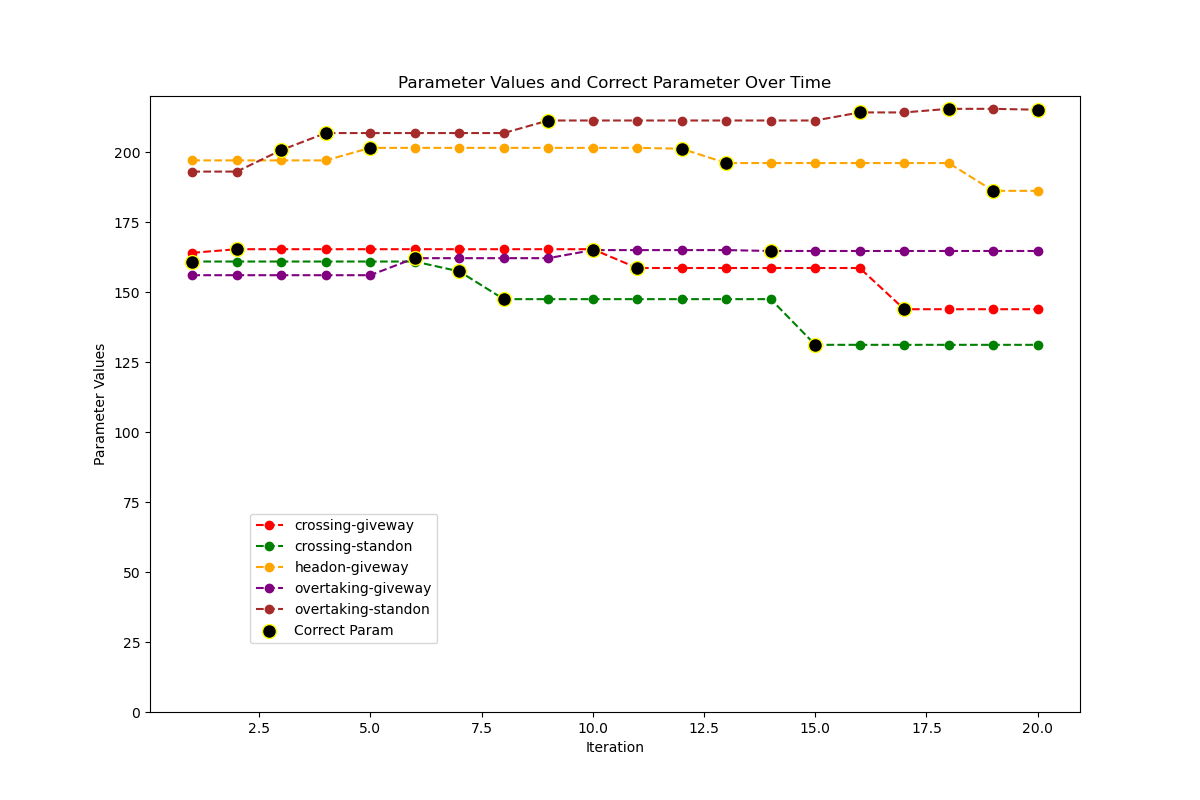 Parameter Values and Correct Parameter Over Time
Parameter Values
200
175
150
125
100
75
50
25
0
crossing-giveway
crossing-standon
headon-giveway
overtaking-giveway
overtaking-standon
Correct Param
2.5 5.0 7.5 10.0 12.5 15.0 17.5 20.0
Iteration